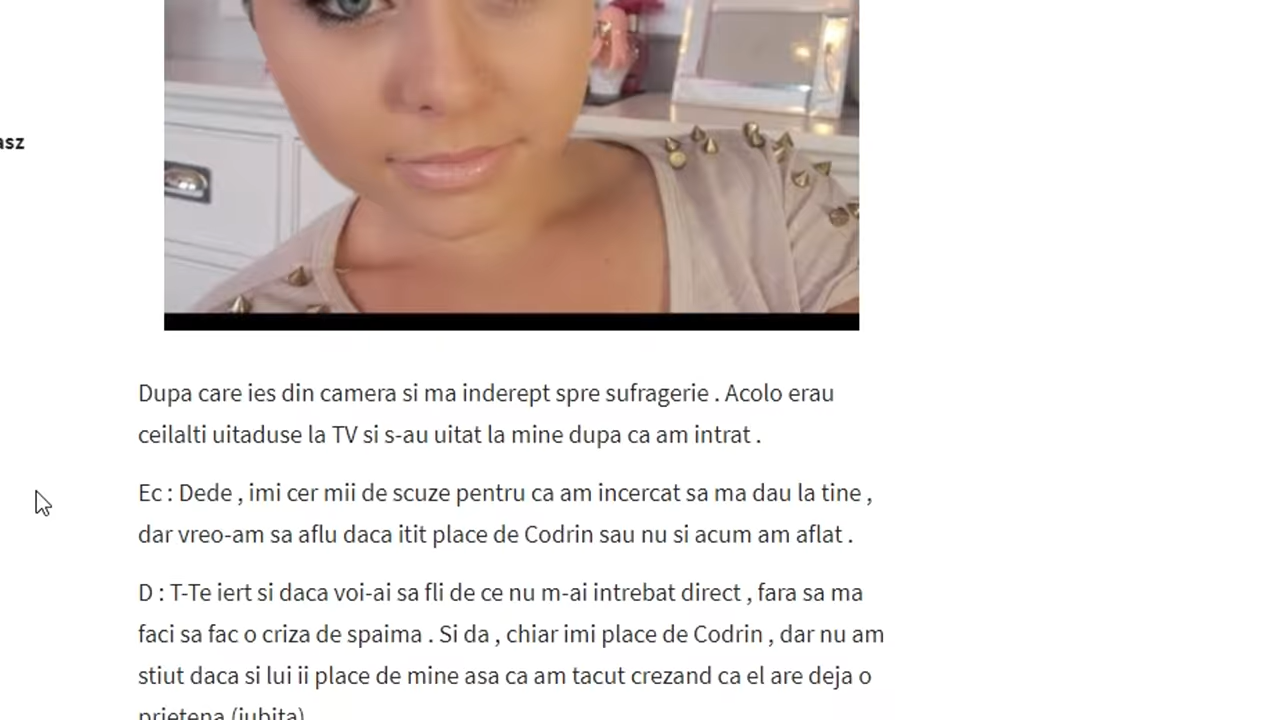 asz
Dupa care ies din camera si ma inderept spre sufragerie . Acolo erau
ceilalti uitaduse la TV si s-au uitat la mine dupa ca am intrat .
Ec : Dede , imi cer mii de scuze pentru ca am incercat sa ma dau la tine ,
dar vreo-am sa aflu daca itit place de Codrin sau nu si acum am aflat .
D : T-Te iert si daca voi-ai sa fli de ce nu m-ai intrebat direct , fara sa ma
faci sa fac o criza de spaima . Si da , chiar imi place de Codrin , dar nu am
stiut daca si lui ii place de mine asa ca am tacut crezand ca el are deja o
prietena (iubita)